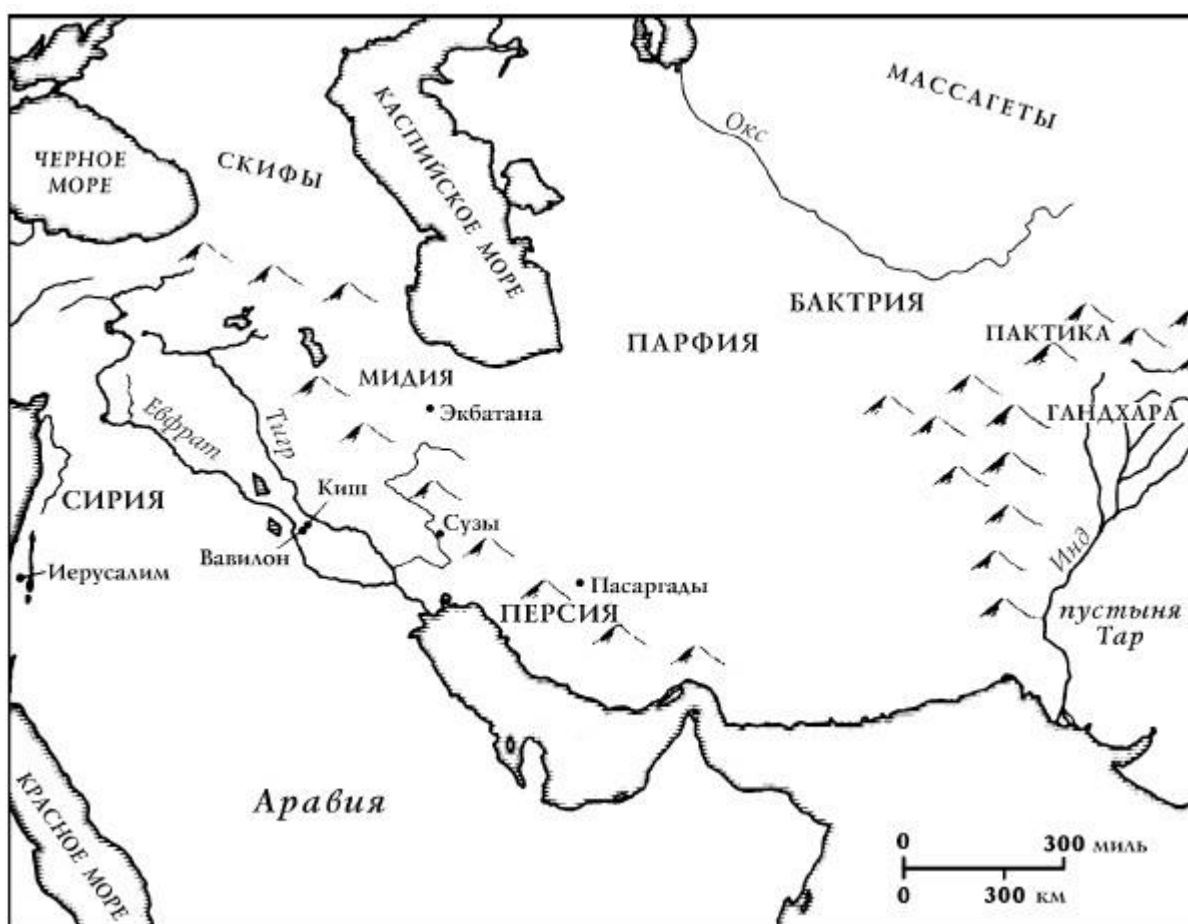 МАССАГЕТЫ
Окс
КАСПИЙСКОЕ МОРЕ
ЧЕРНОЕ
МОРЕ
СКИФЫ
БАКТРИЯ
ПАКТИКА
ПАРФИЯ
МИДИЯ
Экбатана
ГАНДХАРА
Евфрат
Тигр
Киш
СИРИЯ
Сузы
Вавилон
Инд
Иерусалим
Пасаргады
ПЕРСИЯ
пустыня
Тар
Аравия
КРАСНОЕ МОРЕ
0 300 миль
0 300 км